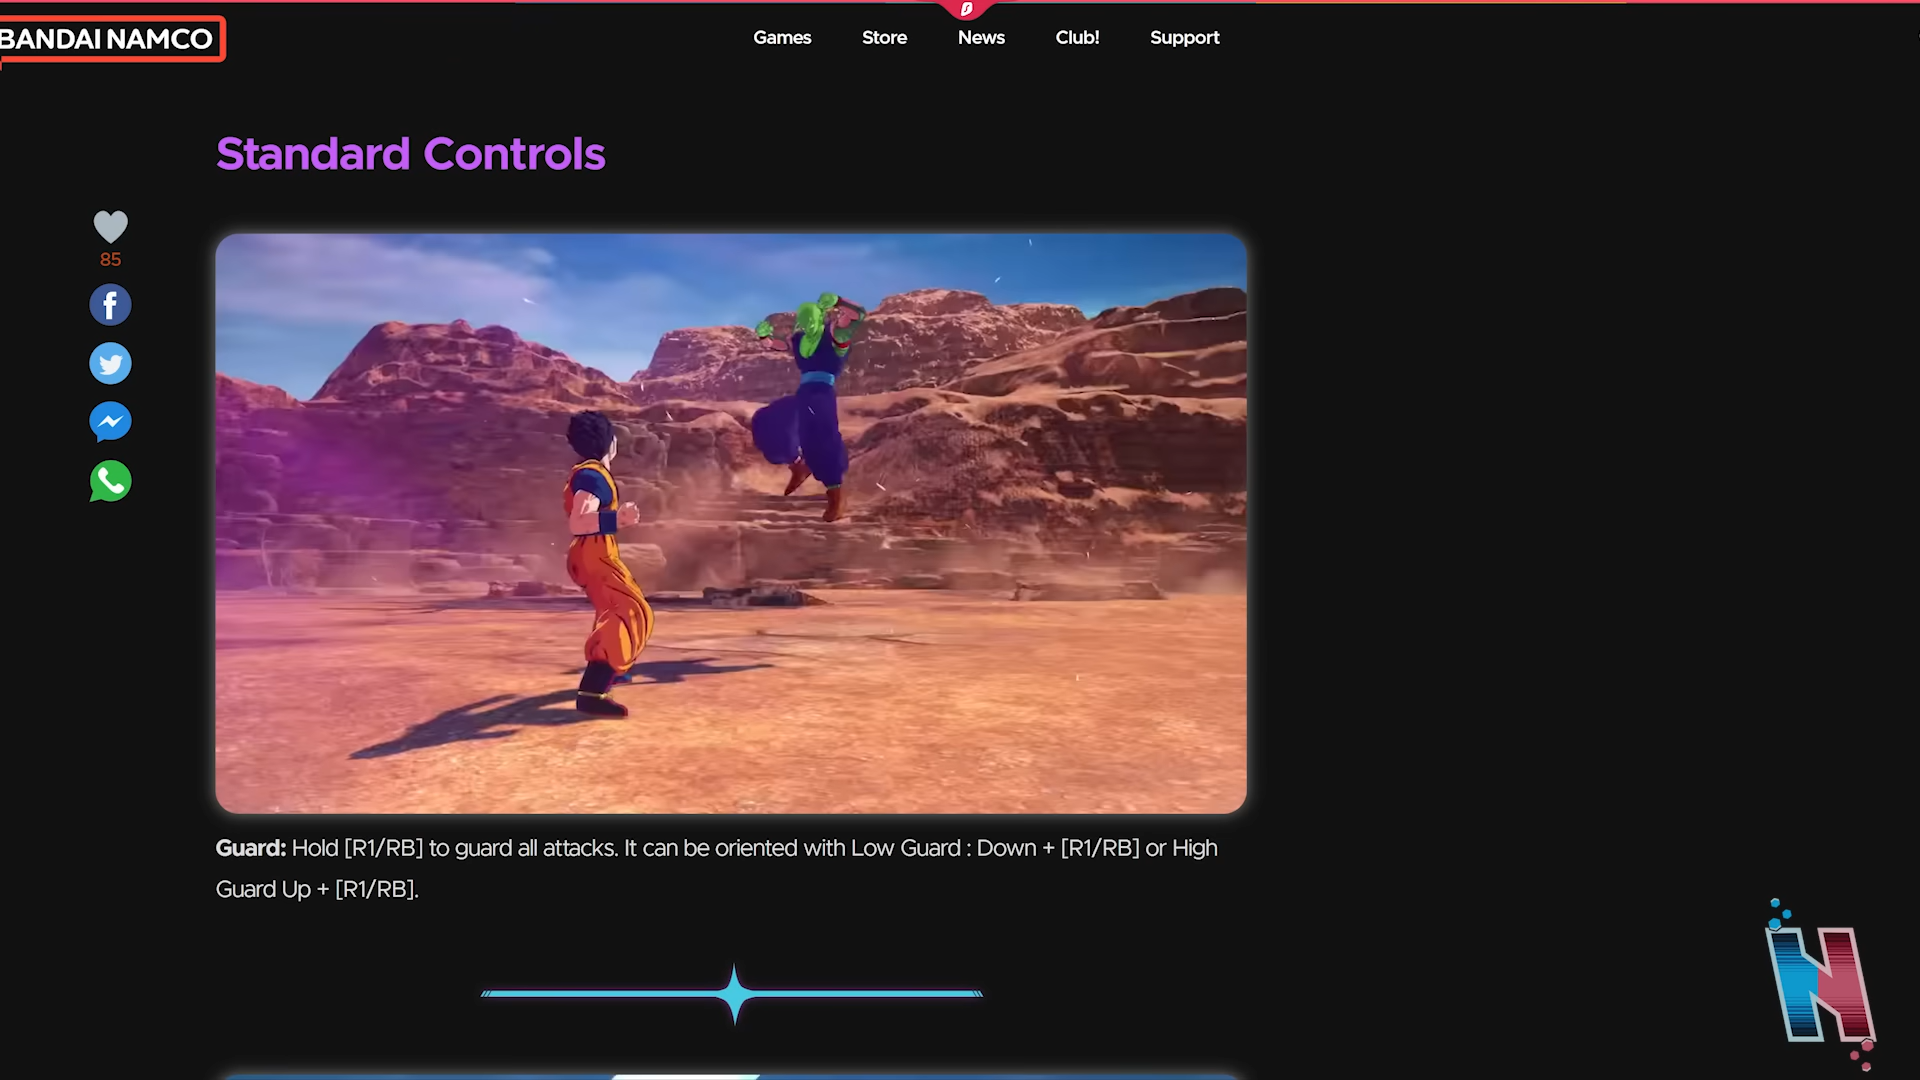 BANDAI NAMCO
Games
Store
News
Club!
Support
Standard Controls
85
Guard: Hold [R1/RB] to guard all attacks. It can be oriented with Low Guard : Down + [R1/RB] or High
Guard Up + [R1/RB].
N